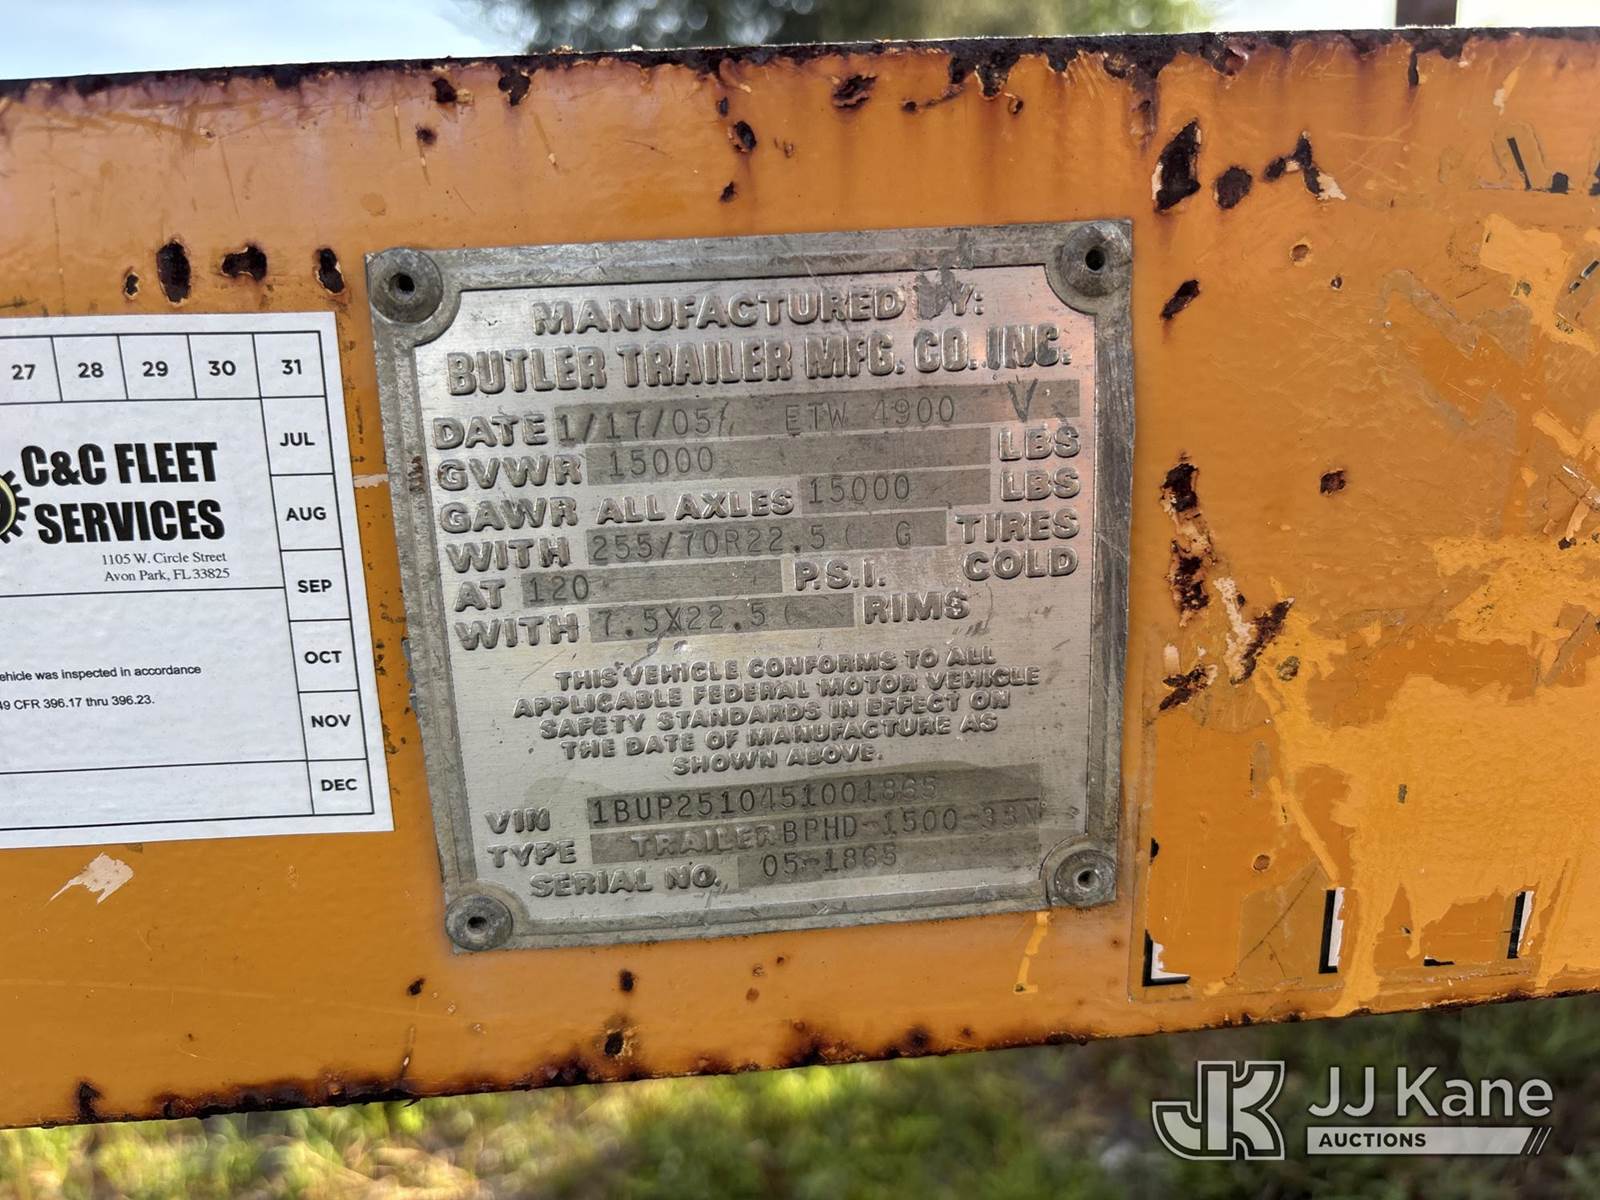 27 28 29 30 31
JUL
C&C FLEET
SERVICES
AUG
1105 W. Circle Street
Avon Park, FL 33825
SEP
OCT
ehicle was inspected in accordance
49 CFR 396.17 thru 396.23.
NOV
DEC
MANUFACTURED BY:
BUTLER TRAILER MFG. CO. INC.
DATE 1/17/05/ ETW 4900 V
GVWR 15000 LBS
GAWR ALL AXLES 15000 LBS
WITH 255/70R22.5( G TIRES
AT 120 P.S.I. COLD
WITH 7.5X22.5( RIMS
THIS VEHICLE CONFORMS TO ALL
APPLICABLE FEDERAL MOTOR VEHICLE
SAFETY STANDARDS IN EFFECT ON
THE DATE OF MANUFACTURE AS
SHOWN ABOVE.
VIN 1BUP2510451001865
TYPE TRAILER
SERIAL NO. 05-1865
JJ Kane
AUCTIONS